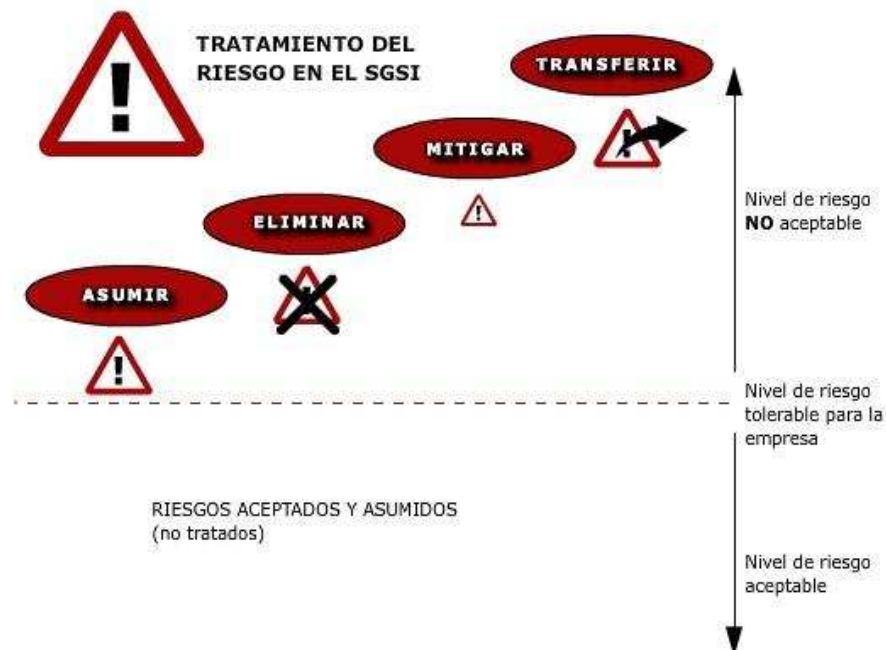 TRATAMIENTO DEL
RIESGO EN EL SGSI
TRANSFERIR
MITIGAR
ELIMINAR
ASUMIR
Nivel de riesgo
NO aceptable
Nivel de riesgo
tolerable para la
empresa
RIESGOS ACEPTADOS Y ASUMIDOS
(no tratados)
Nivel de riesgo
aceptable